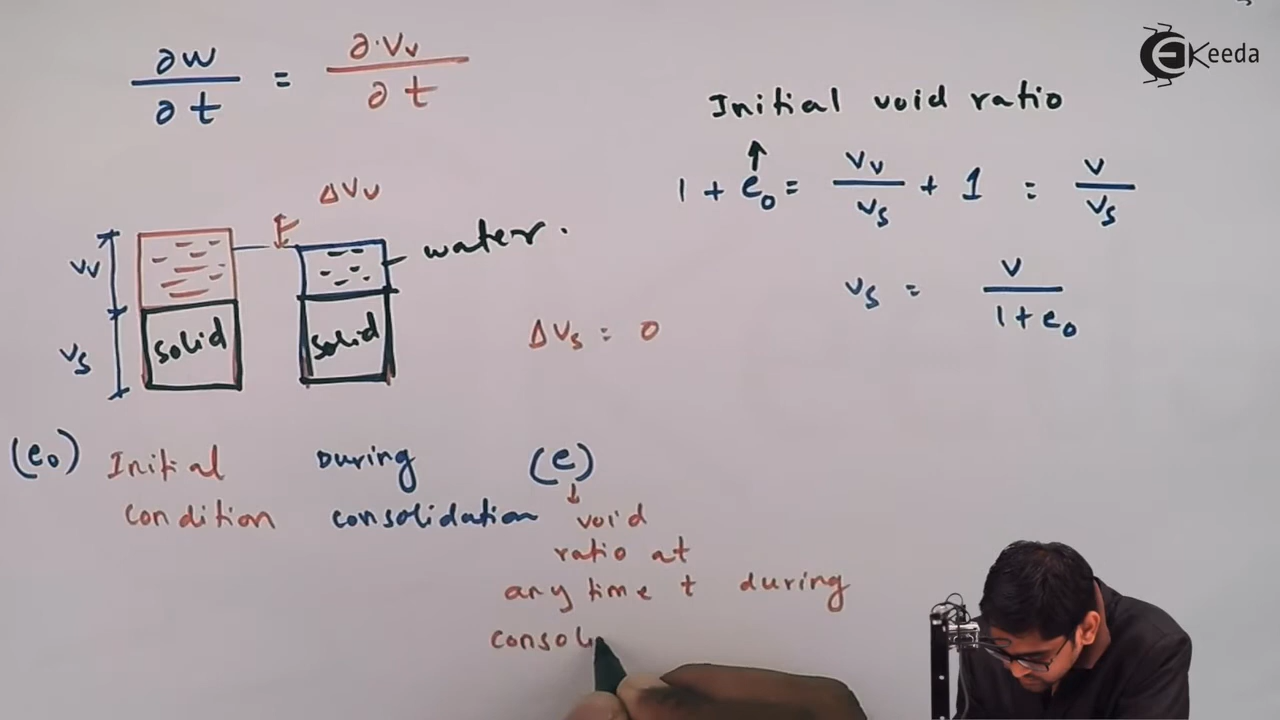 Keeda
∂w/∂t = ∂·Vv/∂t
Initial void ratio
1 + e₀ = Vv/Vs + 1 = V/Vs
ΔVv
Vv
water.
Vs = V/1+e₀
Vs
solid
solid
ΔVs = 0
(e₀) Initial condition
During consolidation
(e)
void
ratio at
any time t during
consoli